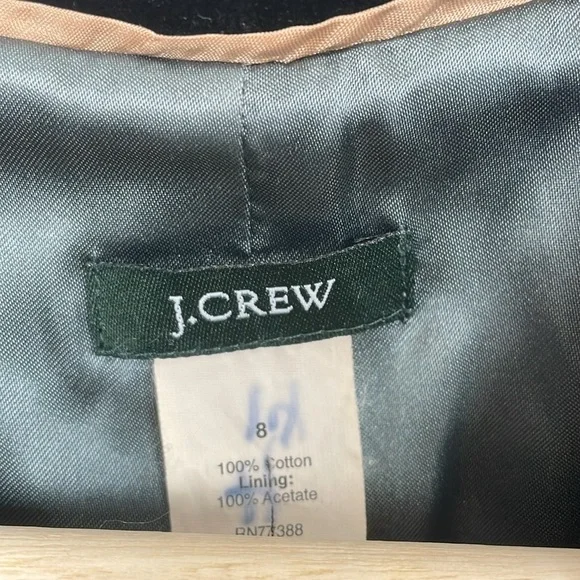 J.CREW
8
100% Cotton
Lining:
100% Acetate
RN77388